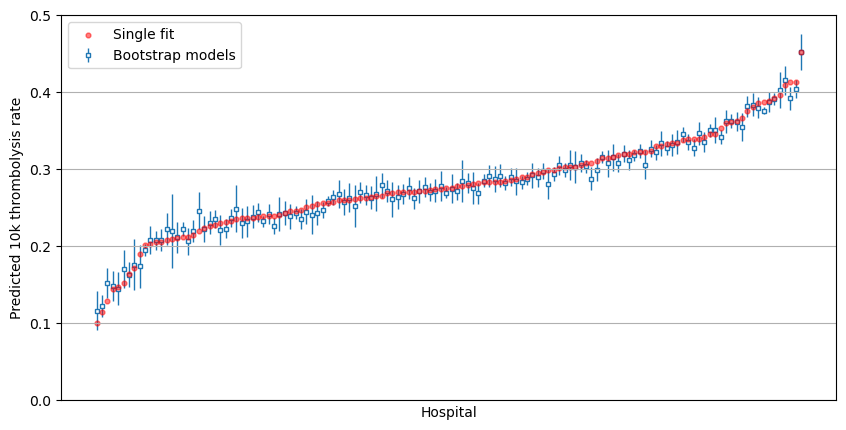 Single fit
Bootstrap models
Predicted 10k thrombolysis rate
0.5
0.4
0.3
0.2
0.1
0.0
Hospital